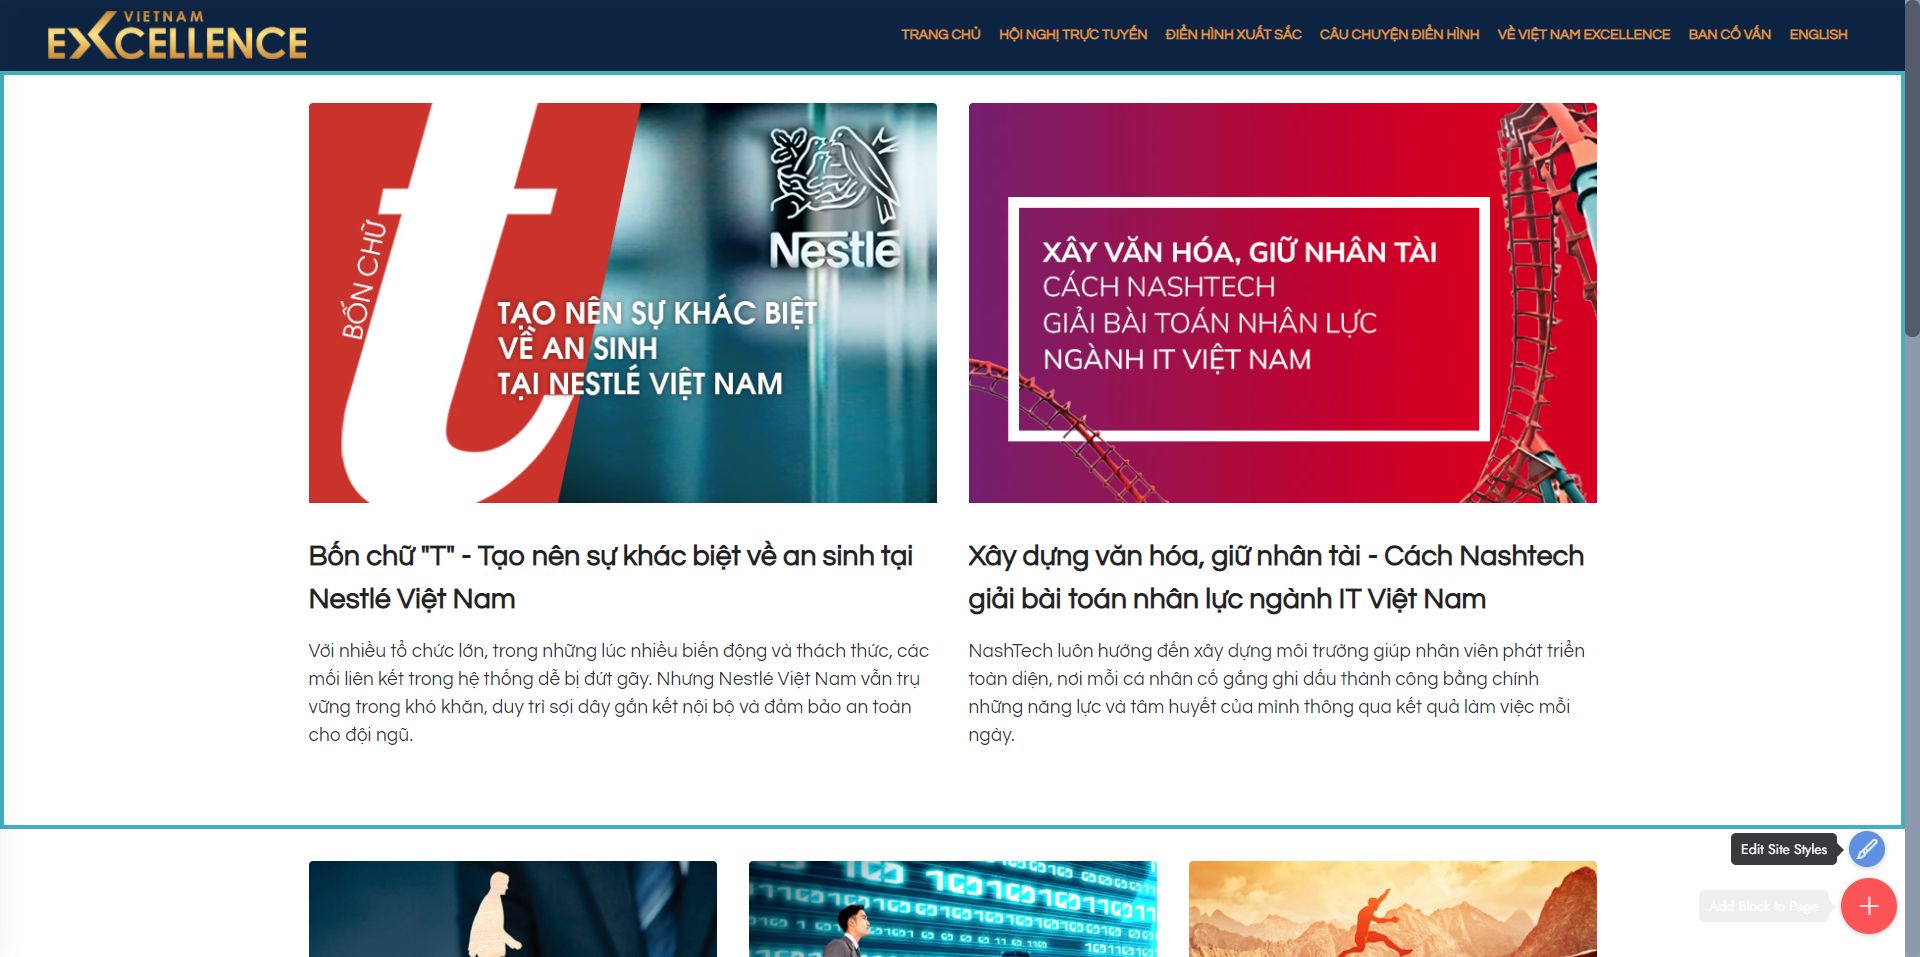 VIETNAM
EXCELLENCE
TRANG CHỦ HỘI NGHỊ TRỰC TUYẾN ĐIỂN HÌNH XUẤT SẮC CÂU CHUYỆN ĐIỂN HÌNH VỀ VIỆT NAM EXCELLENCE BAN CỐ VẤN ENGLISH
BỐN CHỮ
t
Nestlé
TẠO NÊN SỰ KHÁC BIỆT
VỀ AN SINH
TẠI NESTLÉ VIỆT NAM
XÂY VĂN HÓA, GIỮ NHÂN TÀI
CÁCH NASHTECH
GIẢI BÀI TOÁN NHÂN LỰC
NGÀNH IT VIỆT NAM
Bốn chữ "T" - Tạo nên sự khác biệt về an sinh tại
Nestlé Việt Nam
Với nhiều tổ chức lớn, trong những lúc nhiều biến động và thách thức, các
mối liên kết trong hệ thống dễ bị đứt gãy. Nhưng Nestlé Việt Nam vẫn trụ
vững trong khó khăn, duy trì sợi dây gắn kết nội bộ và đảm bảo an toàn
cho đội ngũ.
Xây dựng văn hóa, giữ nhân tài - Cách Nashtech
giải bài toán nhân lực ngành IT Việt Nam
NashTech luôn hướng đến xây dựng môi trường giúp nhân viên phát triển
toàn diện, nơi mỗi cá nhân cố gắng ghi dấu thành công bằng chính
những năng lực và tâm huyết của mình thông qua kết quả làm việc mỗi
ngày.
Edit Site Styles
Add Block to Page